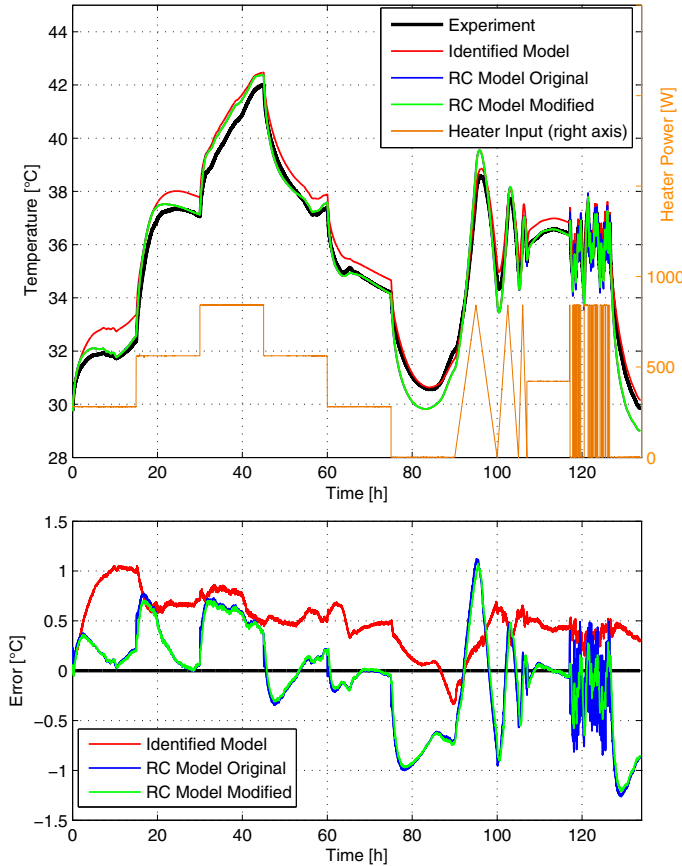 Experiment
Identified Model
RC Model Original
RC Model Modified
Heater Input (right axis)
Temperature [°C]
44
42
40
38
36
34
32
30
28
Heater Power [W]
1000
500
0
0 20 40 60 80 100 120
Time [h]
Error [°C]
1.5
1
0.5
0
−0.5
−1
−1.5
Identified Model
RC Model Original
RC Model Modified
0 20 40 60 80 100 120
Time [h]